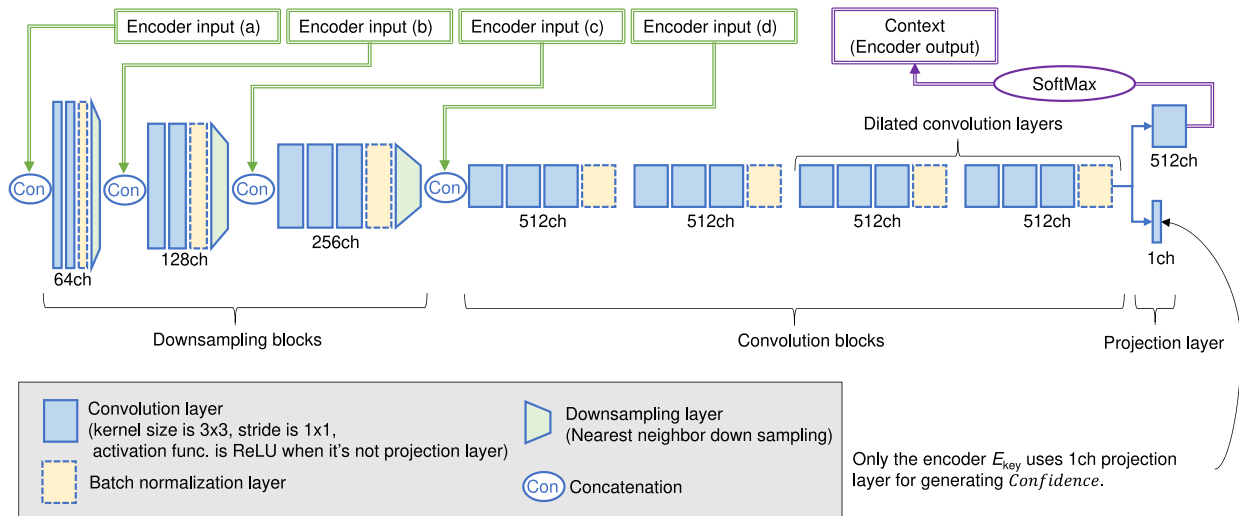 Encoder input (a)
Encoder input (b)
Encoder input (c)
Encoder input (d)
Context
(Encoder output)
SoftMax
Dilated convolution layers
Con
Con
Con
Con
64ch
128ch
256ch
512ch
512ch
512ch
512ch
512ch
1ch
Downsampling blocks
Convolution blocks
Projection layer
Convolution layer
(kernel size is 3x3, stride is 1x1,
activation func. is ReLU when it's not projection layer)
Batch normalization layer
Downsampling layer
(Nearest neighbor down sampling)
Con
Concatenation
Only the encoder E_key uses 1ch projection
layer for generating Confidence.